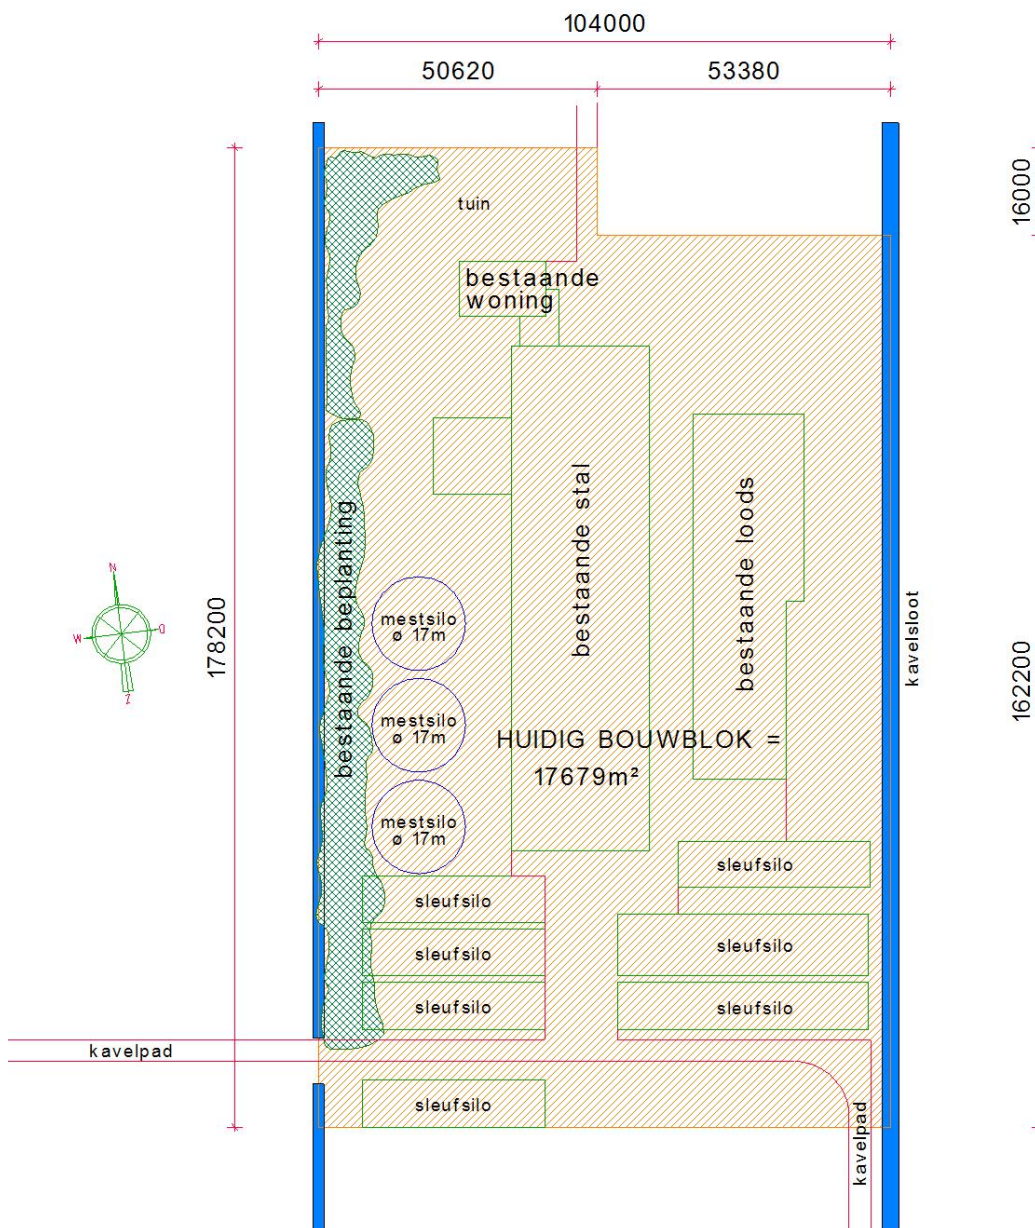 104000
50620
53380
16000
tuin
bestaande
woning
bestaande stal
bestaande loods
bestaande beplanting
kavelsloot
178200
162200
N
W
O
Z
mestsilo
ø 17m
mestsilo
ø 17m
HUIDIG BOUWBLOK =
17679m²
mestsilo
ø 17m
sleufsilo
sleufsilo
sleufsilo
sleufsilo
sleufsilo
sleufsilo
kavelpad
sleufsilo
kavelpad